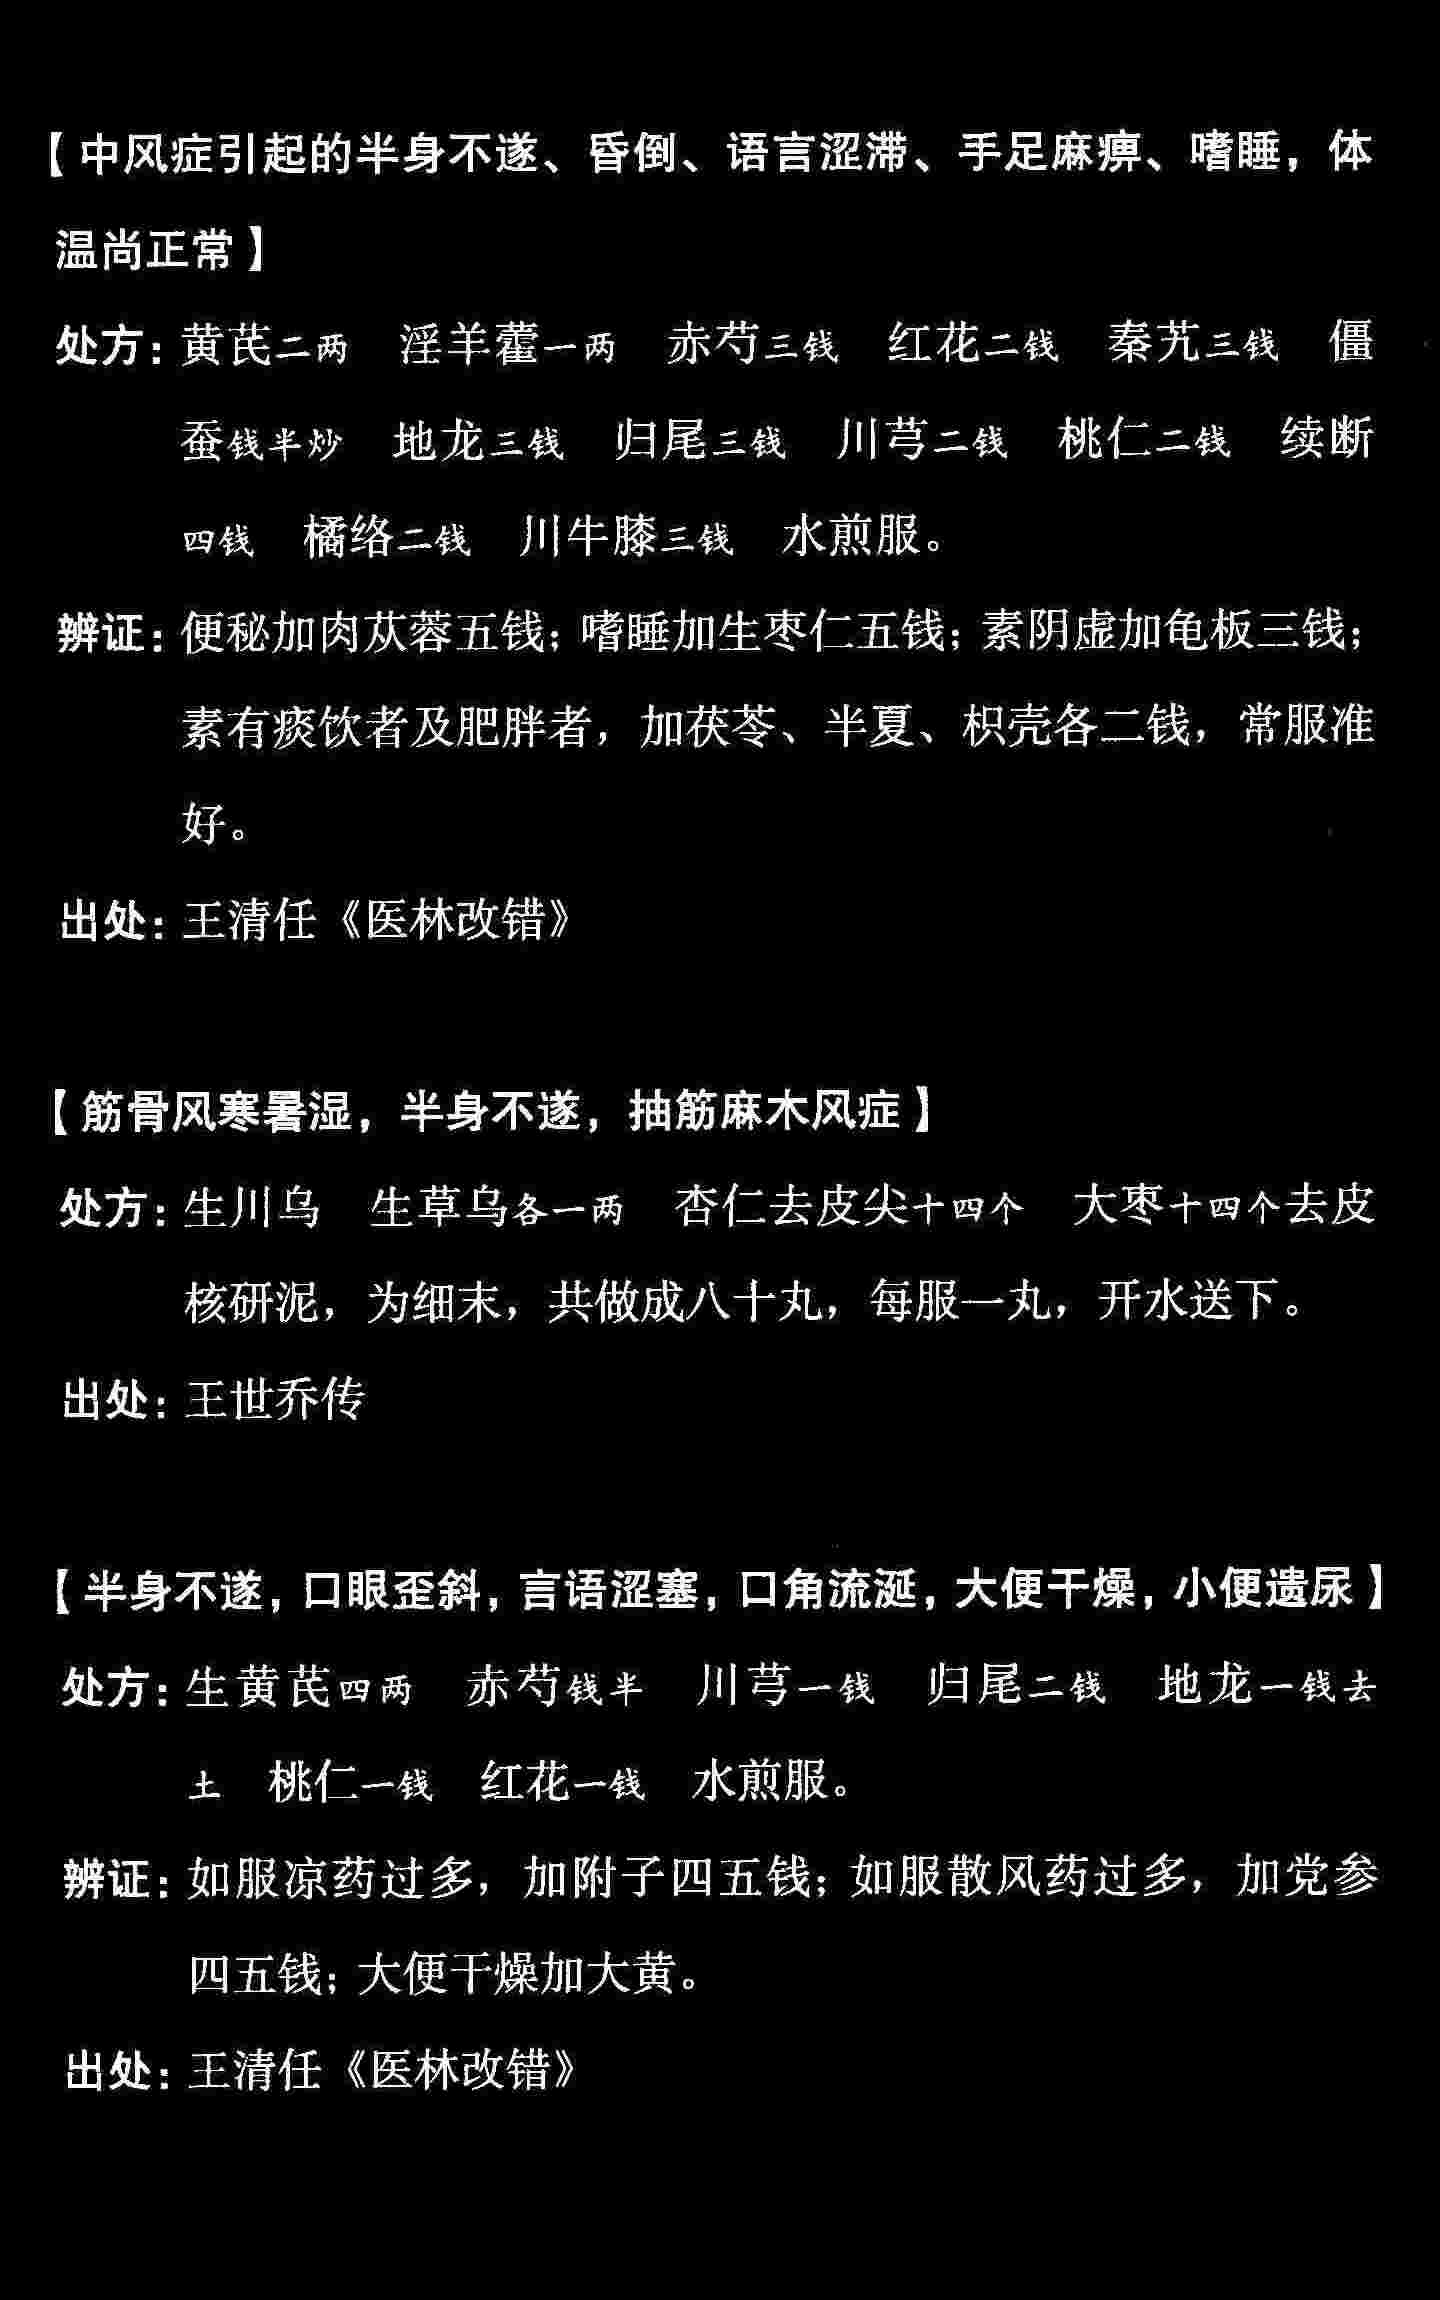 【中风症引起的半身不遂、昏倒、语言涩滞、手足麻痹、嗜睡，体
温尚正常】
处方：黄芪二两 淫羊藿一两 赤芍三钱 红花二钱 秦艽三钱 僵
蚕钱半炒 地龙三钱 归尾三钱 川芎二钱 桃仁二钱 续断
四钱 橘络二钱 川牛膝三钱 水煎服。
辨证：便秘加肉苁蓉五钱；嗜睡加生枣仁五钱；素阴虚加龟板三钱；
素有痰饮者及肥胖者，加茯苓、半夏、枳壳各二钱，常服准
好。
出处：王清任《医林改错》
【筋骨风寒暑湿，半身不遂，抽筋麻木风症】
处方：生川乌 生草乌各一两 杏仁去皮尖十四个 大枣十四个去皮
核研泥，为细末，共做成八十丸，每服一丸，开水送下。
出处：王世乔传
【半身不遂，口眼歪斜，言语涩塞，口角流涎，大便干燥，小便遗尿】
处方：生黄芪四两 赤芍钱半 川芎一钱 归尾二钱 地龙一钱去
土 桃仁一钱 红花一钱 水煎服。
辨证：如服凉药过多，加附子四五钱；如服散风药过多，加党参
四五钱；大便干燥加大黄。
出处：王清任《医林改错》